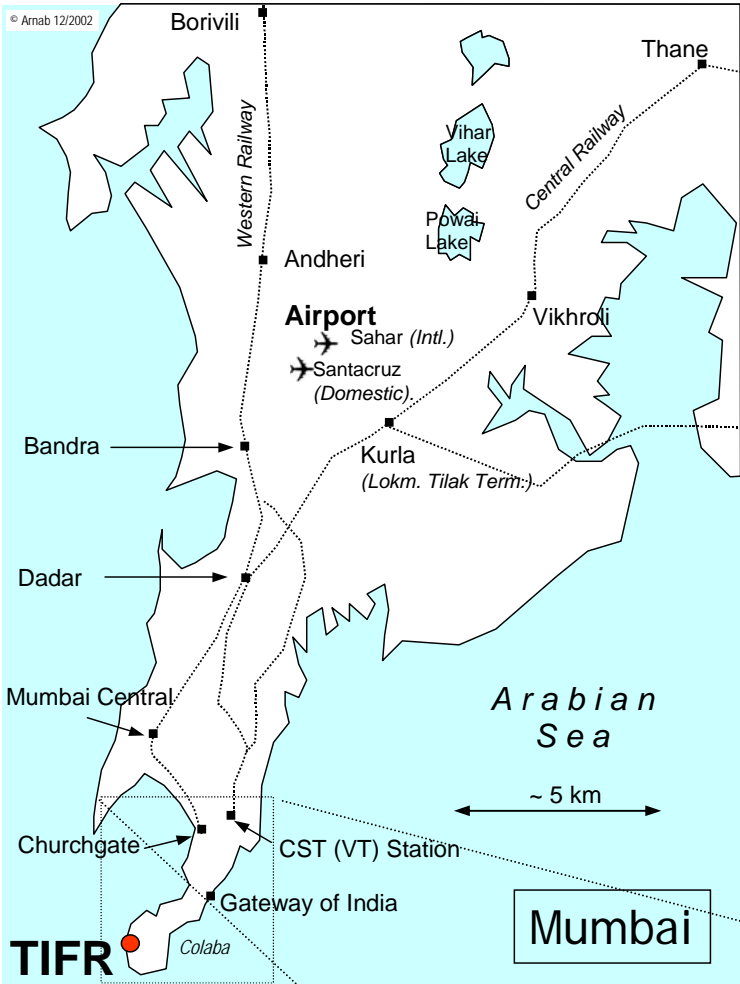 © Arnab 12/2002
Borivili
Thane
Western Railway
Central Railway
Vihar
Lake
Powai
Lake
Andheri
Airport
Sahar (Intl.)
Santacruz
(Domestic).
Vikhroli
Bandra
Kurla
(Lokm. Tilak Term.)
Dadar
Mumbai Central
Arabian
Sea
~ 5 km
Churchgate
CST (VT) Station
Gateway of India
TIFR
Colaba
Mumbai